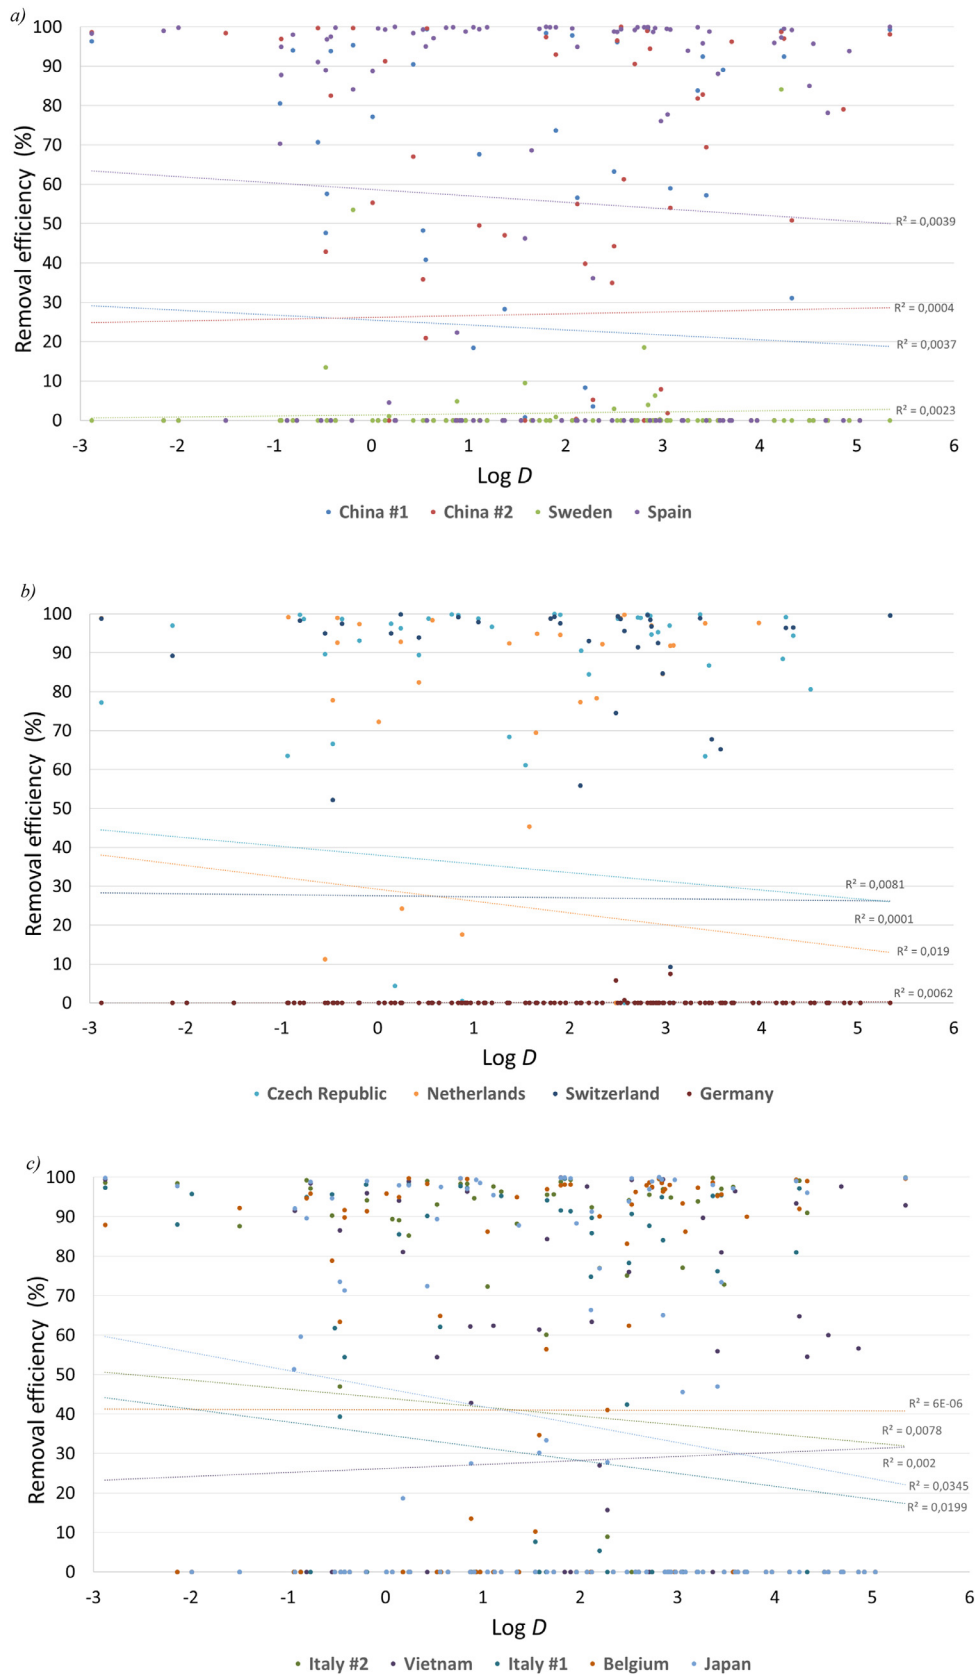 a)
Removal efficiency (%)
100
90
80
70
60
50
40
30
20
10
0
-3 -2 -1 0 1 2 3 4 5 6
R² = 0,0039
R² = 0,0004
R² = 0,0037
R² = 0,0023
Log D
China #1 China #2 Sweden Spain
b)
Removal efficiency (%)
100
90
80
70
60
50
40
30
20
10
0
-3 -2 -1 0 1 2 3 4 5 6
R² = 0,0081
R² = 0,0001
R² = 0,019
R² = 0,0062
Log D
Czech Republic Netherlands Switzerland Germany
c)
Removal efficiency (%)
100
90
80
70
60
50
40
30
20
10
0
-3 -2 -1 0 1 2 3 4 5 6
R² = 6E-06
R² = 0,0078
R² = 0,002
R² = 0,0345
R² = 0,0199
Log D
Italy #2 Vietnam Italy #1 Belgium Japan